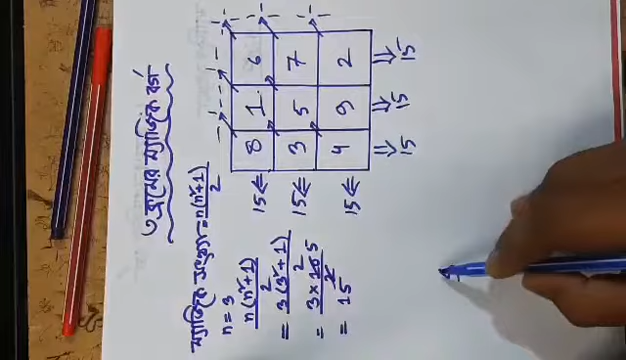 ৩ ক্রমের ম্যাজিক বর্গ
ম্যাজিক সংখ্যা = n(n²+1)/2
n = 3
n(n²+1)/2
= 3(3²+1)/2
= 3×10 5/2
= 15
15 ⇐ 8 1 6
15 ⇐ 3 5 7
15 ⇐ 4 9 2
⇓ ⇓ ⇓
15 15 15